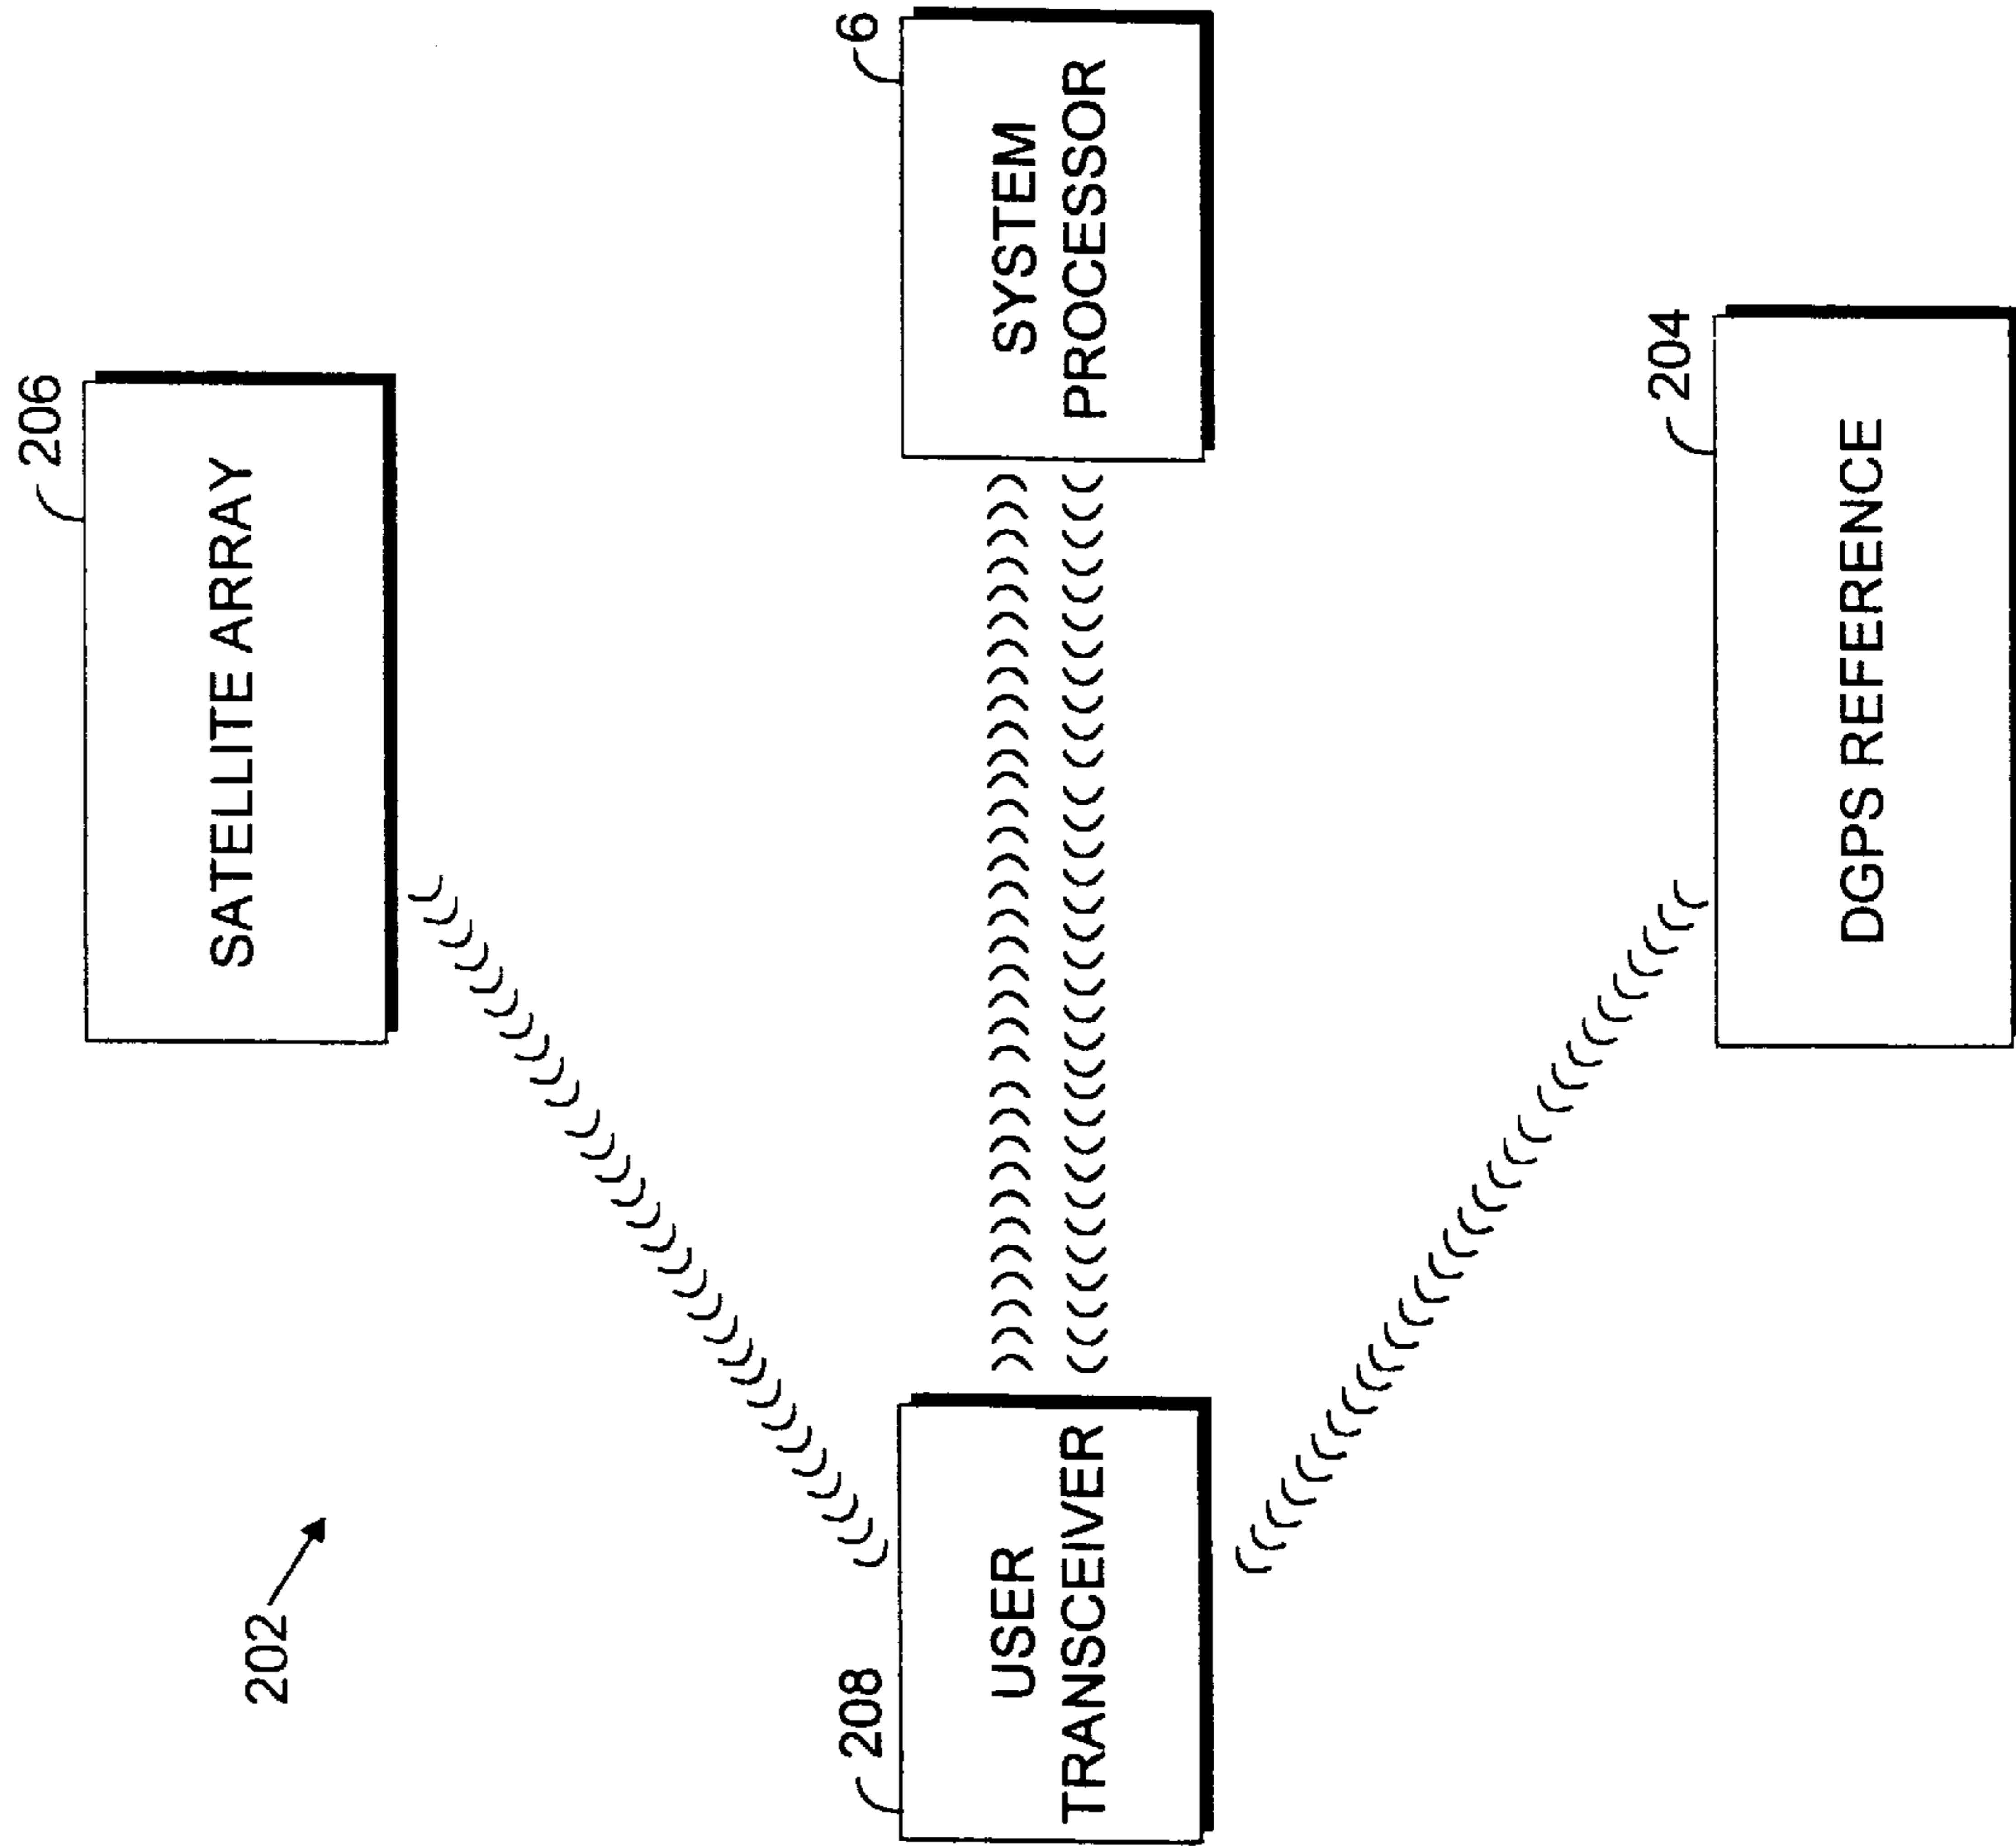 206
SATELLITE ARRAY
202
208
USER
TRANSCEIVER
6
SYSTEM
PROCESSOR
204
DGPS REFERENCE